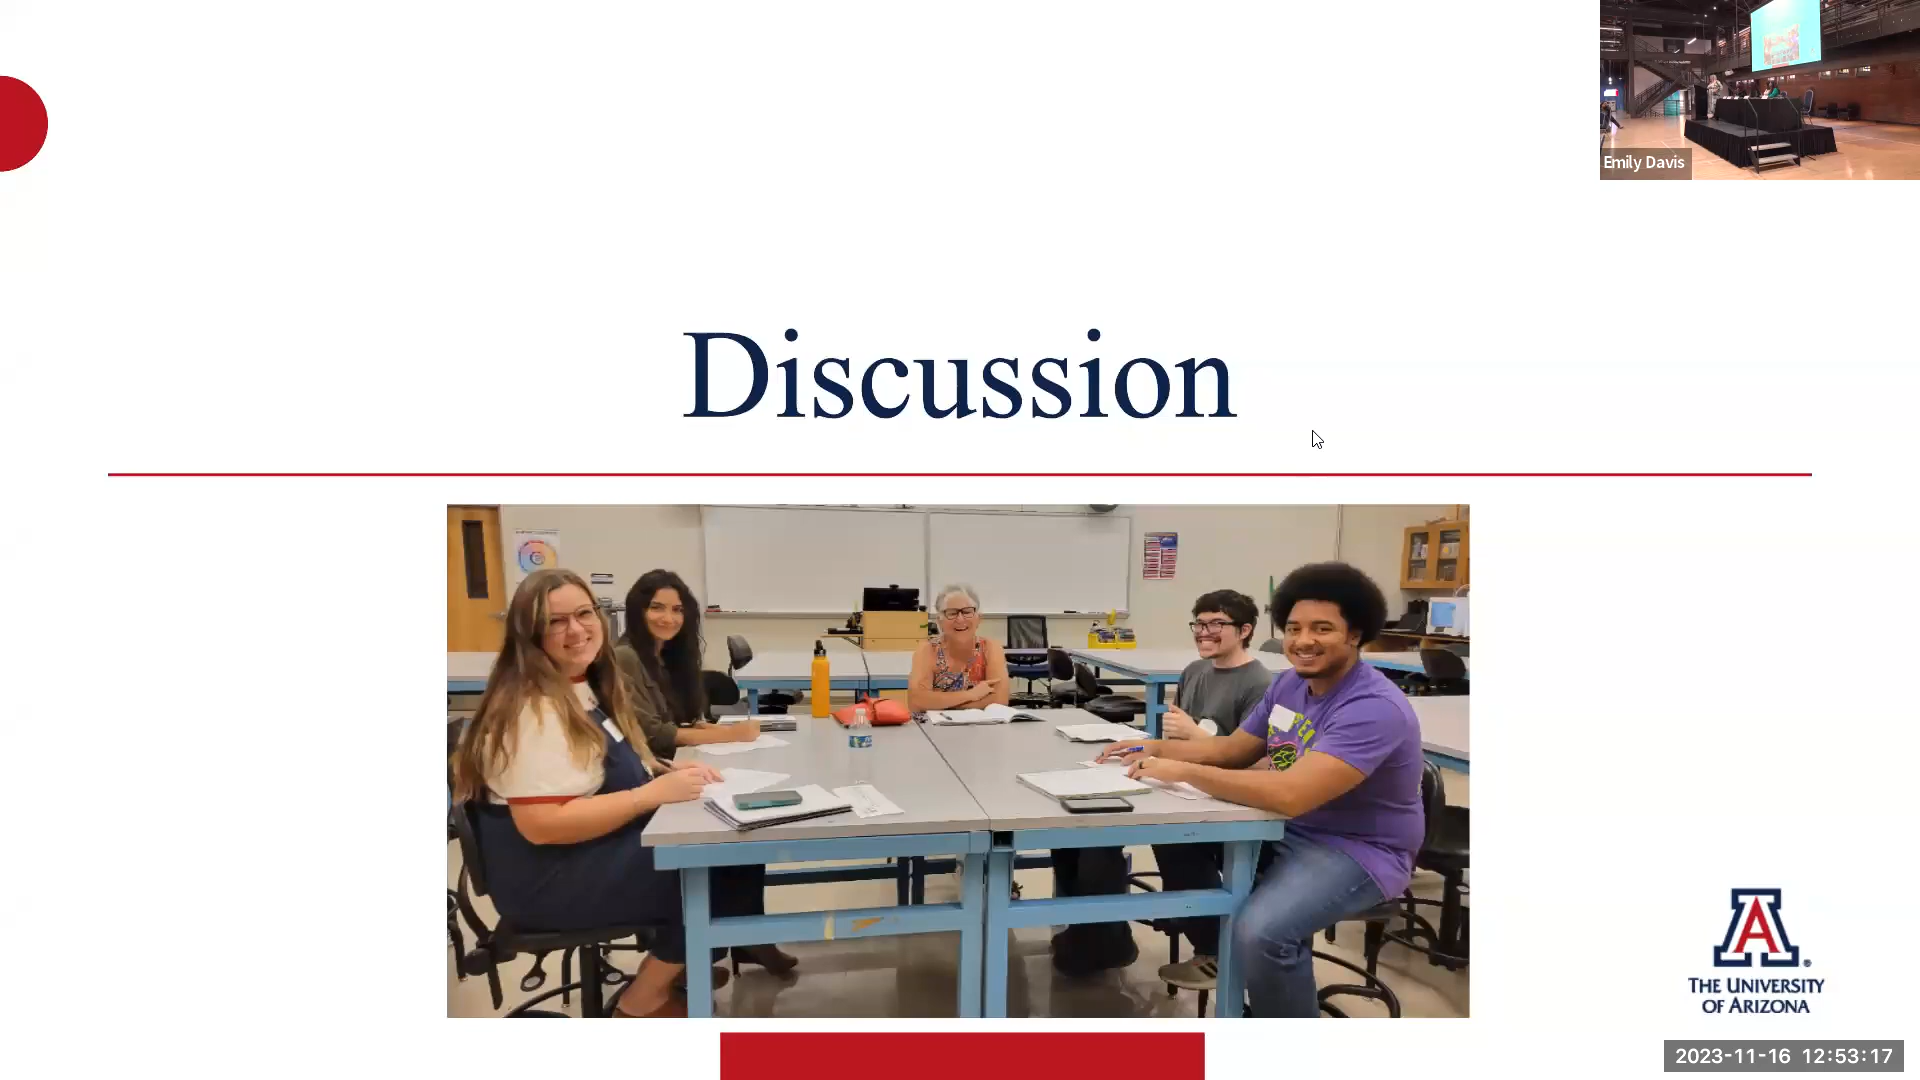 Emily Davis
Discussion
A
THE UNIVERSITY
OF ARIZONA
2023-11-16 12:53:17